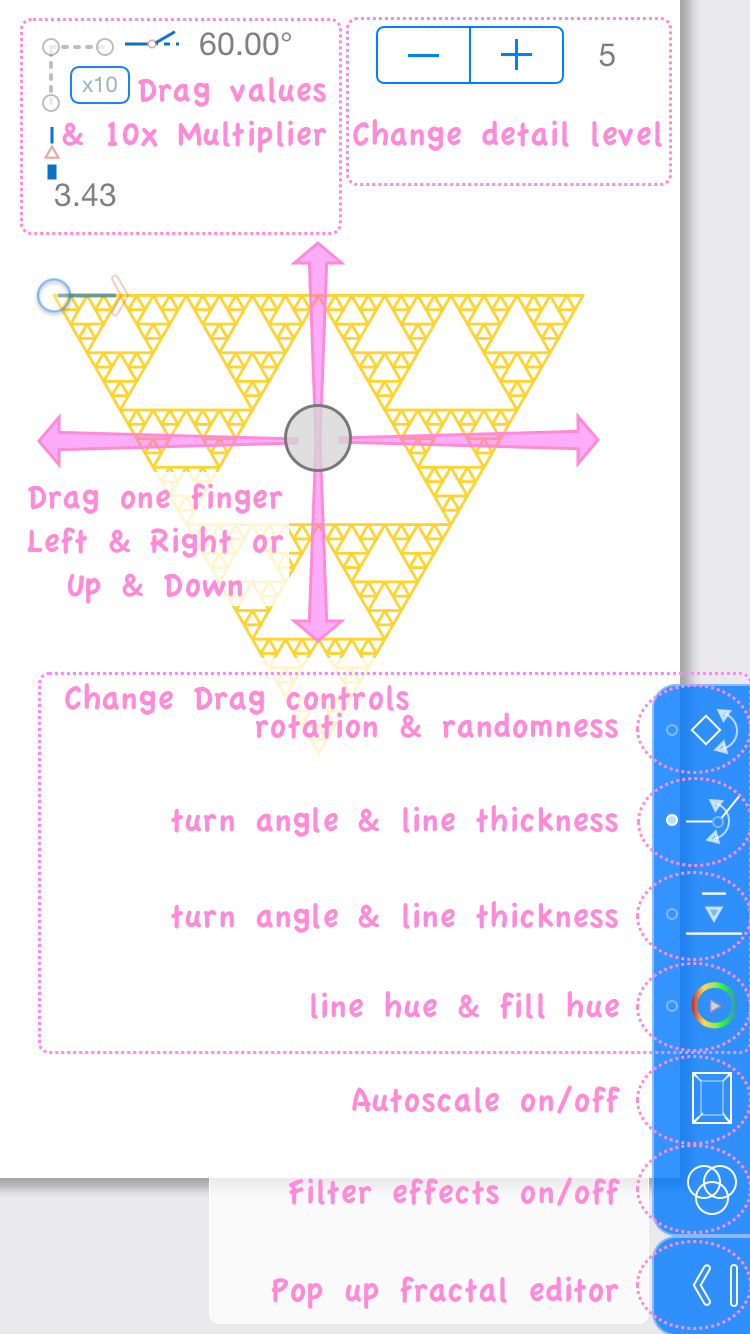 60.00°
x10
Drag values
& 10x Multiplier
3.43
5
Change detail level
Drag one finger
Left & Right or
Up & Down
Change Drag controls
rotation & randomness
turn angle & line thickness
turn angle & line thickness
line hue & fill hue
Autoscale on/off
Filter effects on/off
Pop up fractal editor